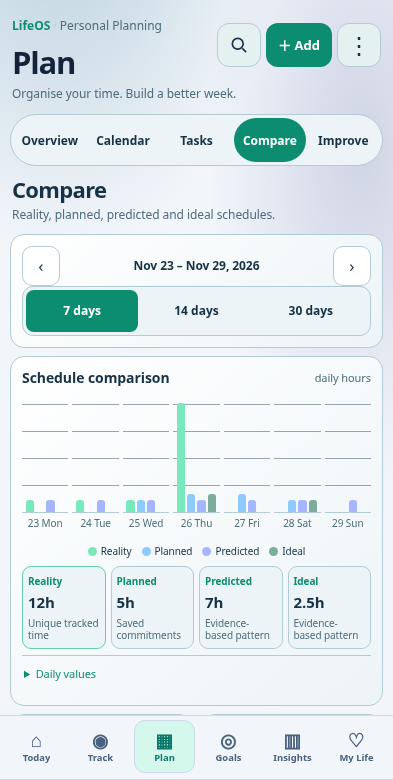 LifeOS Personal Planning
Plan
+ Add
Organise your time. Build a better week.
Overview Calendar Tasks Compare Improve
Compare
Reality, planned, predicted and ideal schedules.
‹ Nov 23 – Nov 29, 2026 ›
7 days 14 days 30 days
Schedule comparison daily hours
23 Mon 24 Tue 25 Wed 26 Thu 27 Fri 28 Sat 29 Sun
Reality Planned Predicted Ideal
Reality Planned Predicted Ideal
12h 5h 7h 2.5h
Unique tracked Saved Evidence- Evidence-
time commitments based pattern based pattern
Daily values
Today Track Plan Goals Insights My Life